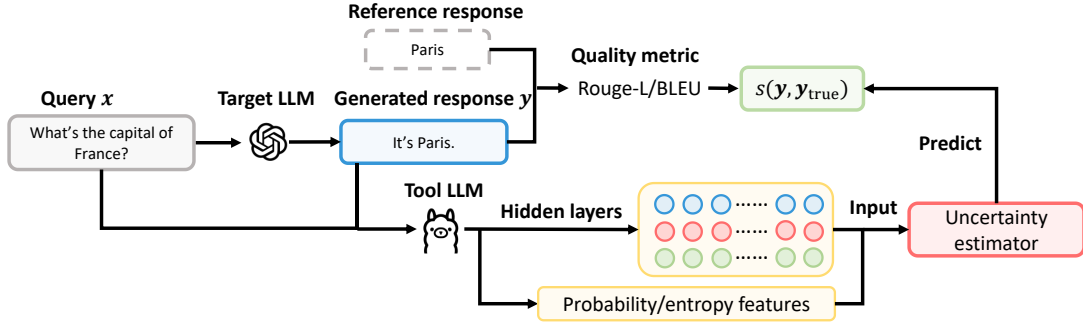 Reference response
Paris
Quality metric
Rouge-L/BLEU
s(y, y_true)
Query x
Target LLM
Generated response y
What's the capital of
France?
It's Paris.
Predict
Tool LLM
Hidden layers
......
......
......
Input
Uncertainty
estimator
Probability/entropy features